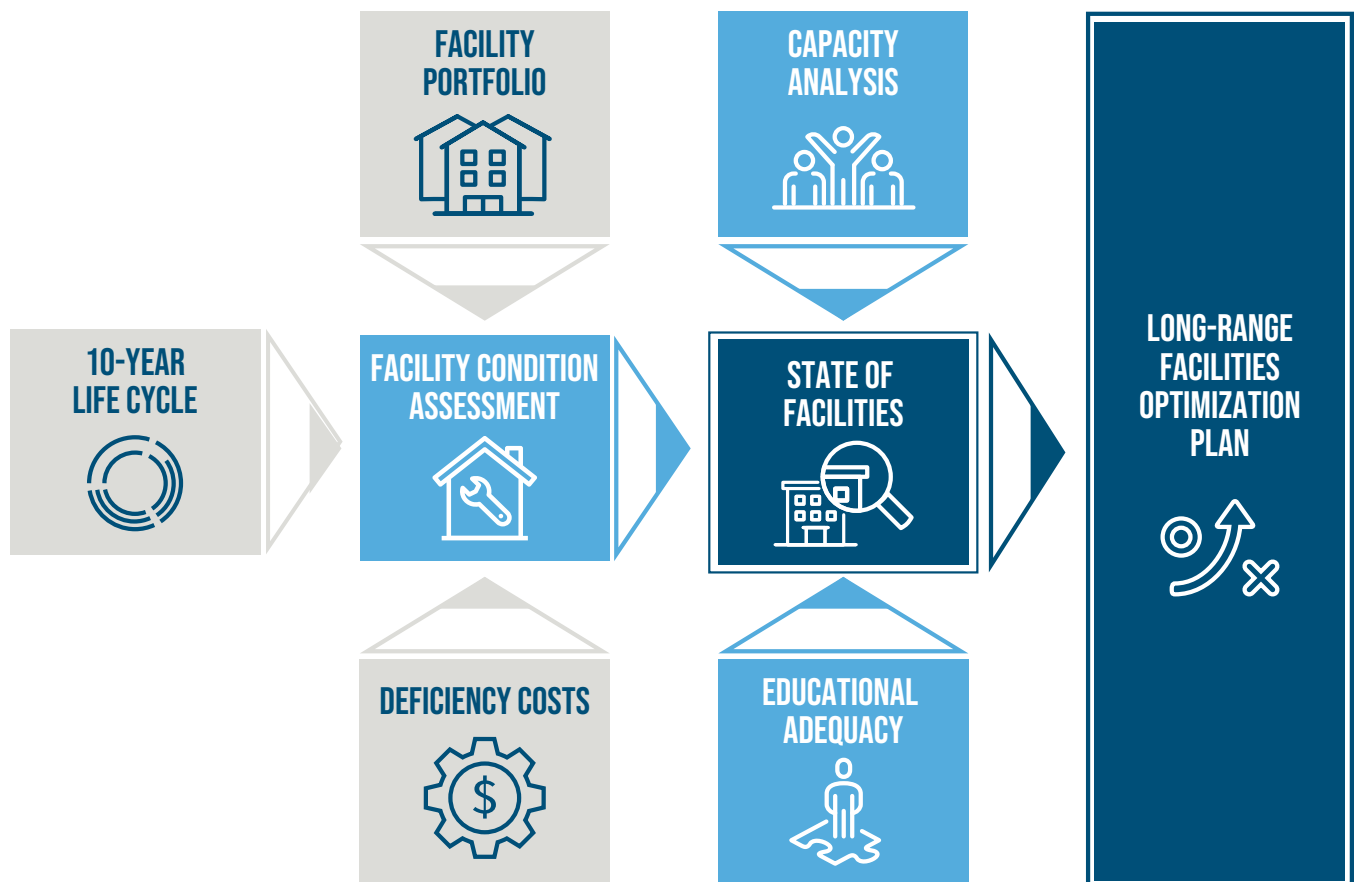 FACILITY
PORTFOLIO
CAPACITY
ANALYSIS
10-YEAR
LIFE CYCLE
FACILITY CONDITION
ASSESSMENT
STATE OF
FACILITIES
LONG-RANGE
FACILITIES
OPTIMIZATION
PLAN
DEFICIENCY COSTS
$
EDUCATIONAL
ADEQUACY